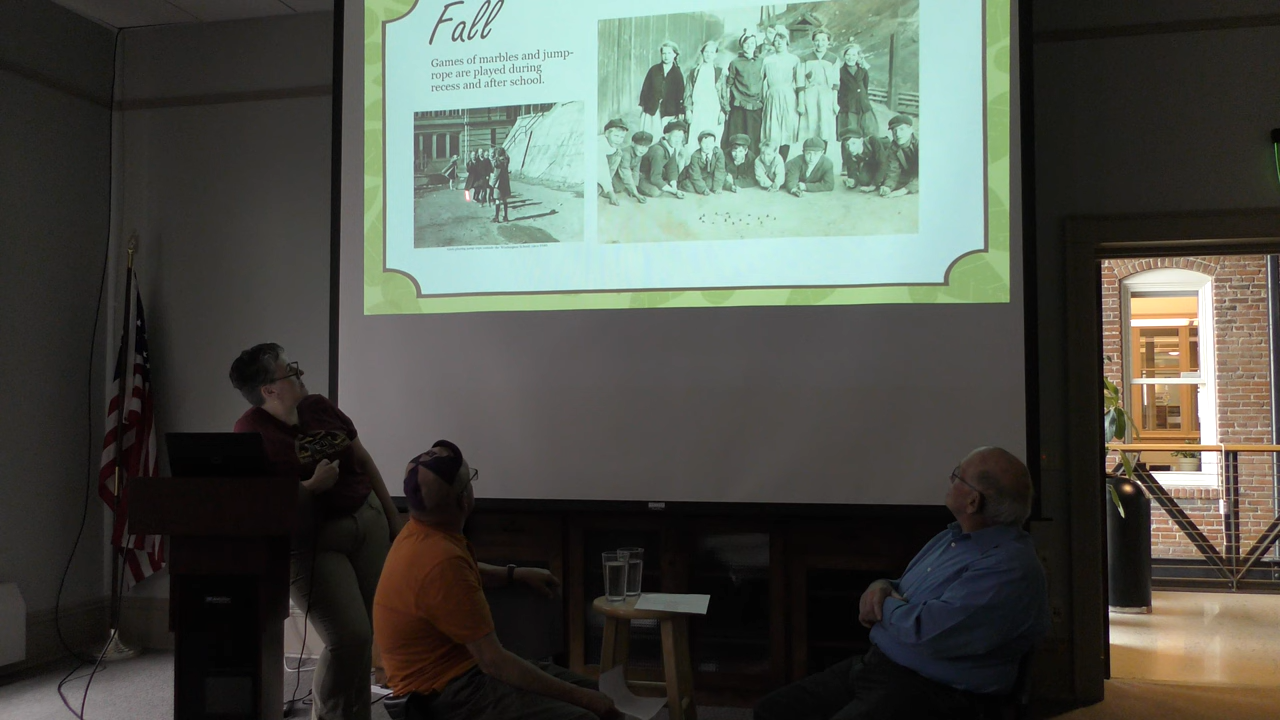 Fall
Games of marbles and jump-
rope are played during
recess and after school.